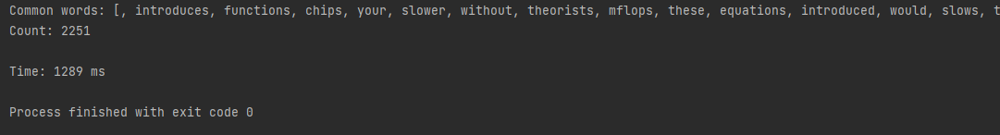 Common words: [, introduces, functions, chips, your, slower, without, theorists, mflops, these, equations, introduced, would, slows,
Count: 2251
Time: 1289 ms
Process finished with exit code 0